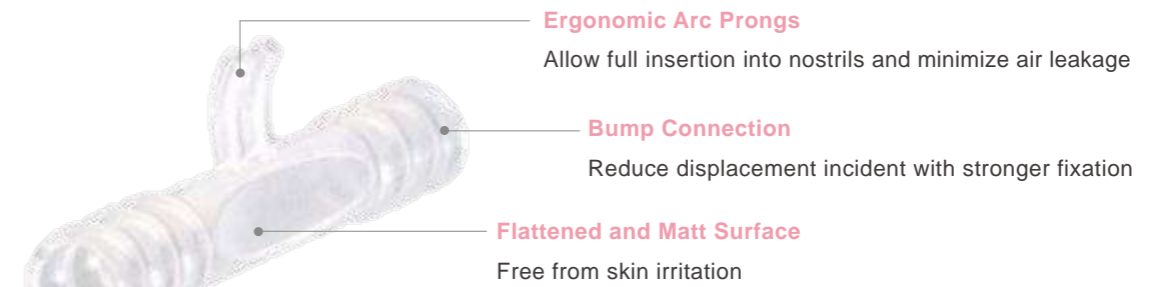 Ergonomic Arc Prongs
Allow full insertion into nostrils and minimize air leakage
Bump Connection
Reduce displacement incident with stronger fixation
Flattened and Matt Surface
Free from skin irritation